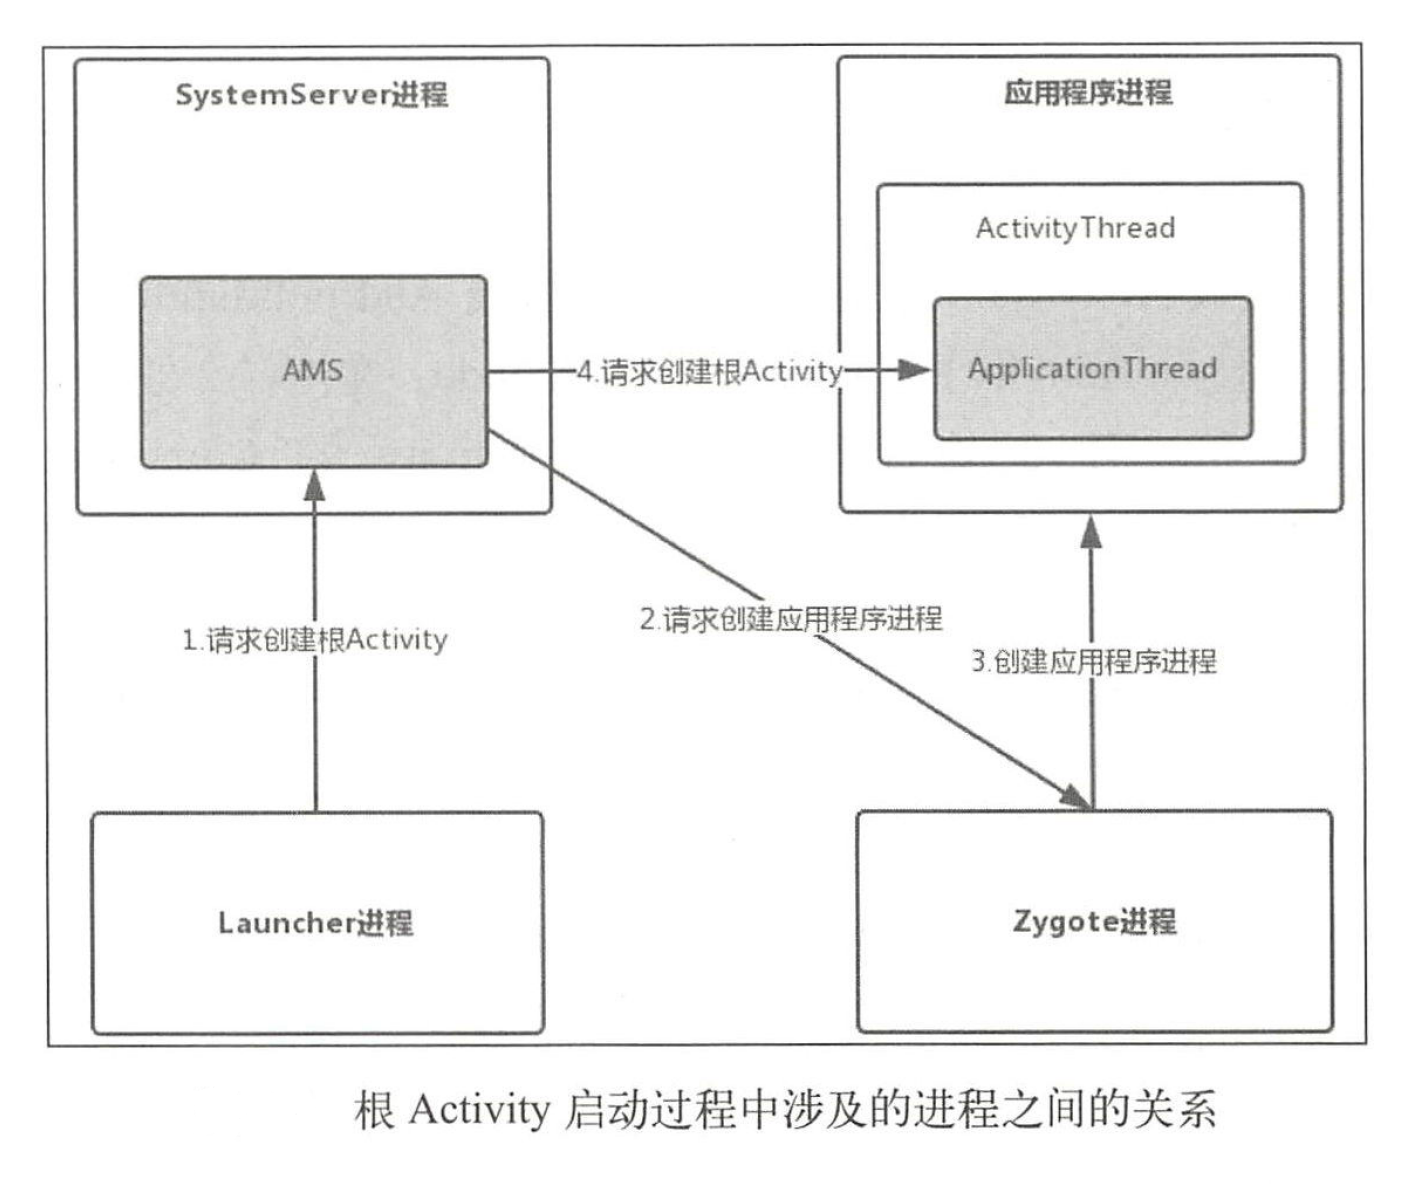 SystemServer进程
应用程序进程
ActivityThread
AMS
4.请求创建根Activity
ApplicationThread
1.请求创建根Activity
2.请求创建应用程序进程
3.创建应用程序进程
Launcher进程
Zygote进程
根 Activity 启动过程中涉及的进程之间的关系